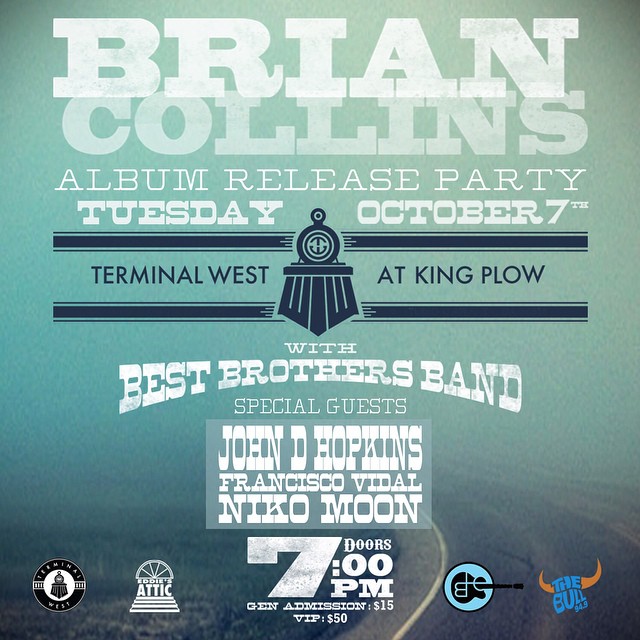 BRIAN
COLLINS
ALBUM RELEASE PARTY
TUESDAY OCTOBER 7TH
TERMINAL WEST AT KING PLOW
WITH
BEST BROTHERS BAND
SPECIAL GUESTS
JOHN D HOPKINS
FRANCISCO VIDAL
NIKO MOON
DOORS
7:00
PM
GEN ADMISSION: $15
VIP: $50
TERMINAL
WEST
EDDIE'S
ATTIC
THE
BULL
94.9